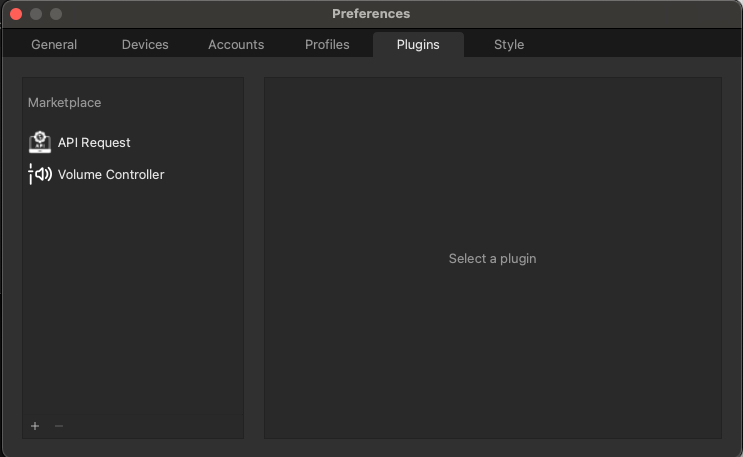 Preferences
General Devices Accounts Profiles Plugins Style
Marketplace
API Request
Volume Controller
Select a plugin
+ −